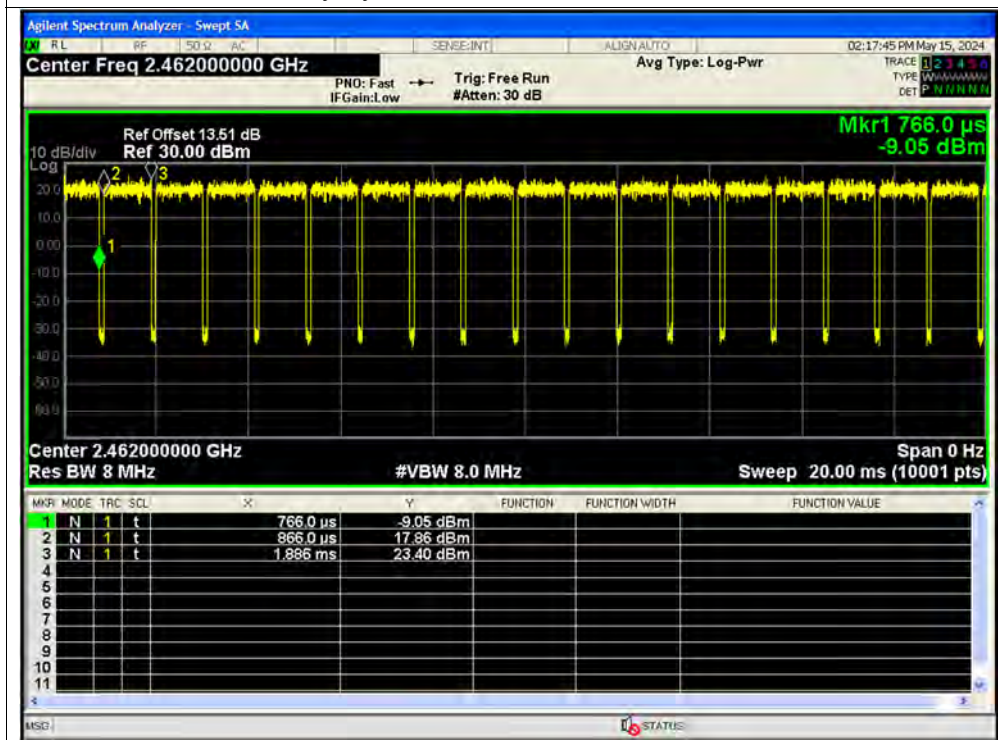 Agilent Spectrum Analyzer - Swept SA
RL RF 50 Ω AC SENSE:INT ALIGN AUTO 02:17:45 PM May 15, 2024
Center Freq 2.462000000 GHz
PNO: Fast
IFGain:Low
Trig: Free Run
#Atten: 30 dB
Avg Type: Log-Pwr
TRACE 1 2 3 4 5 6
TYPE WWWWWW
DET P N N N N N
Mkr1 766.0 µs
-9.05 dBm
Ref Offset 13.51 dB
10 dB/div Ref 30.00 dBm
Log
2 3
20.0
10.0
0.00
1
-10.0
-20.0
-30.0
-40.0
-50.0
-60.0
Center 2.462000000 GHz Span 0 Hz
Res BW 8 MHz #VBW 8.0 MHz Sweep 20.00 ms (10001 pts)
MKR MODE TRC SCL X Y FUNCTION FUNCTION WIDTH FUNCTION VALUE
1 N 1 t 766.0 µs -9.05 dBm
2 N 1 t 866.0 µs 17.86 dBm
3 N 1 t 1.886 ms 23.40 dBm
4
5
6
7
8
9
10
11
MSG STATUS